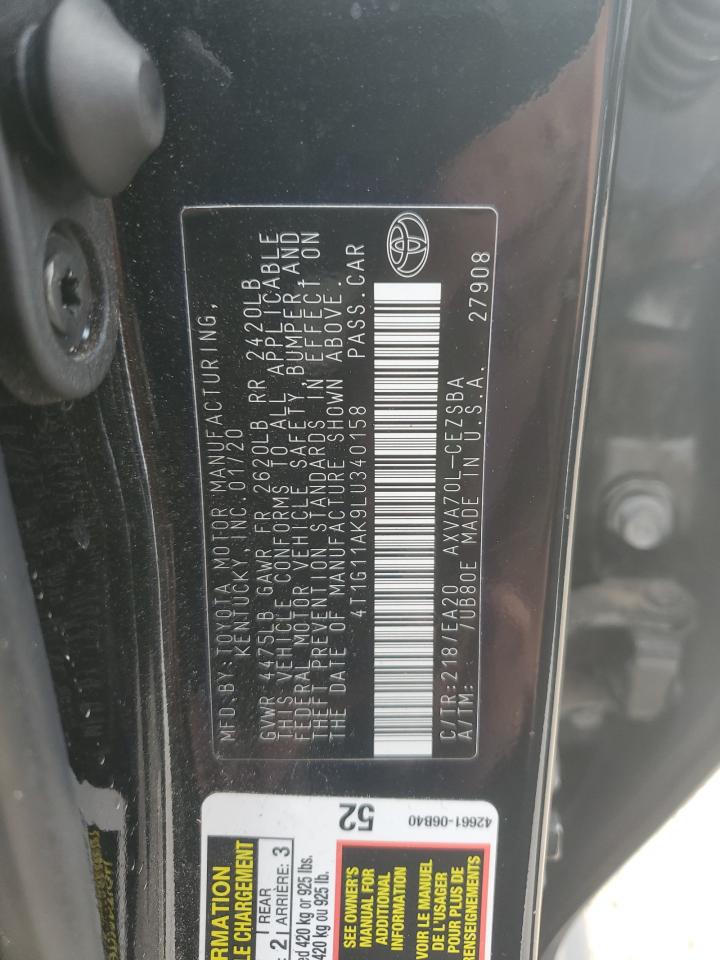 MFD. BY: TOYOTA MOTOR MANUFACTURING,
KENTUCKY, INC. 01/20
GVWR 4475LB GAWR FR 2620LB RR 2420LB
THIS VEHICLE CONFORMS TO ALL APPLICABLE
FEDERAL MOTOR VEHICLE SAFETY, BUMPER, AND
THEFT PREVENTION STANDARDS IN EFFECT ON
THE DATE OF MANUFACTURE SHOWN ABOVE.
4T1G11AK9LU340158 PASS. CAR
C/TR:218/EA20 AXVA70L-CEZSBA
A/TM: 7UB80E MADE IN U.S.A. 27908
52
42661-06B40
FORMATION
LE CHARGEMENT
2 REAR
ARRIÈRE: 3
ed 420 kg or 925 lbs.
420 kg ou 925 lb.
SEE OWNER'S
MANUAL FOR
ADDITIONAL
INFORMATION
VOIR LE MANUEL
DE L'USAGER
POUR PLUS DE
RENSEIGNEMENTS